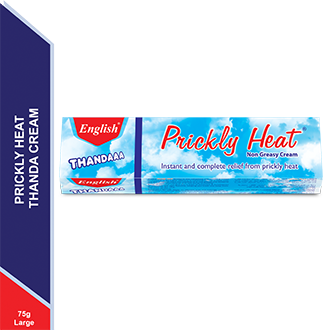 PRICKLY HEAT
THANDA CREAM
75g
Large
English®
THANDAAA
English
THANDAAA
Prickly Heat
Non Greasy Cream
Instant and complete relief from prickly heat